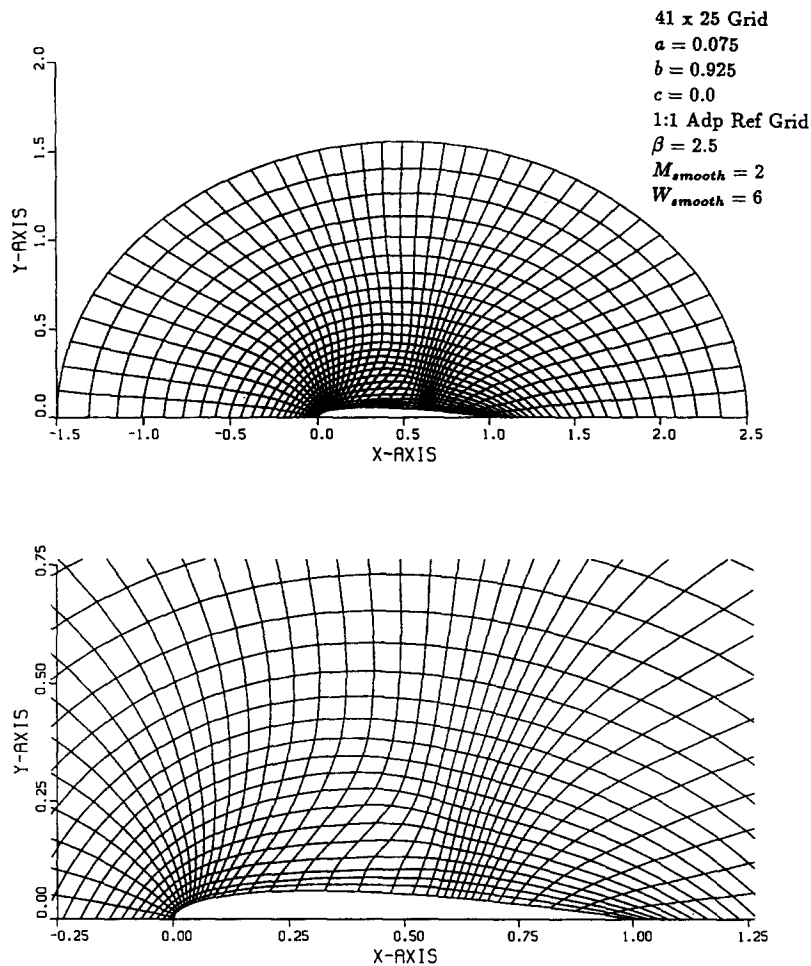 41 x 25 Grid
a = 0.075
b = 0.925
c = 0.0
1:1 Adp Ref Grid
β = 2.5
M_smooth = 2
W_smooth = 6
2.0
1.5
1.0
0.5
0.0
Y-AXIS
-1.5 -1.0 -0.5 0.0 0.5 1.0 1.5 2.0 2.5
X-AXIS
0.75
0.50
0.25
0.00
Y-AXIS
-0.25 0.00 0.25 0.50 0.75 1.00 1.25
X-AXIS